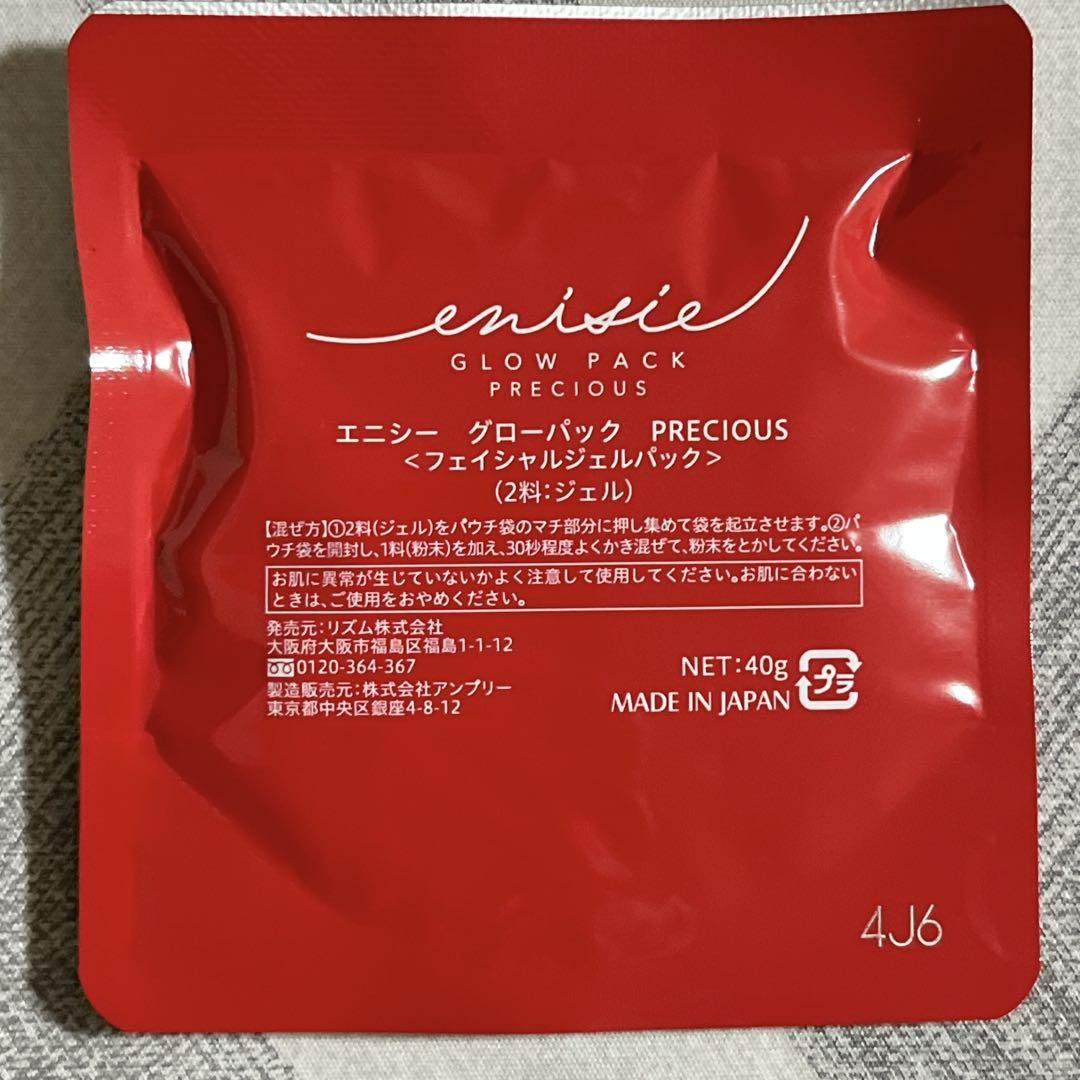 enisie
GLOW PACK
PRECIOUS
エニシー　グローパック　PRECIOUS
<フェイシャルジェルパック>
(2料:ジェル)
【混ぜ方】①2料(ジェル)をパウチ袋のマチ部分に押し集めて袋を起立させます。②パ
ウチ袋を開封し、1料(粉末)を加え、30秒程度よくかき混ぜて、粉末をとかしてください。
お肌に異常が生じていないかよく注意して使用してください。お肌に合わない
ときは、ご使用をおやめください。
発売元:リズム株式会社
大阪府大阪市福島区福島1-1-12
0120-364-367
製造販売元:株式会社アンプリー
東京都中央区銀座4-8-12
NET:40g
MADE IN JAPAN
プラ
4J6